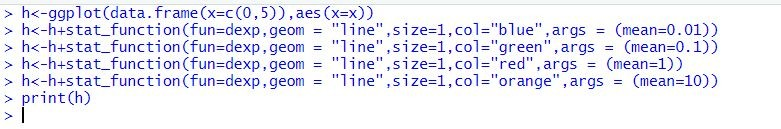 > h<-ggplot(data.frame(x=c(0,5)),aes(x=x))
> h<-h+stat_function(fun=dexp,geom = "line",size=1,col="blue",args = (mean=0.01))
> h<-h+stat_function(fun=dexp,geom = "line",size=1,col="green",args = (mean=0.1))
> h<-h+stat_function(fun=dexp,geom = "line",size=1,col="red",args = (mean=1))
> h<-h+stat_function(fun=dexp,geom = "line",size=1,col="orange",args = (mean=10))
> print(h)
>